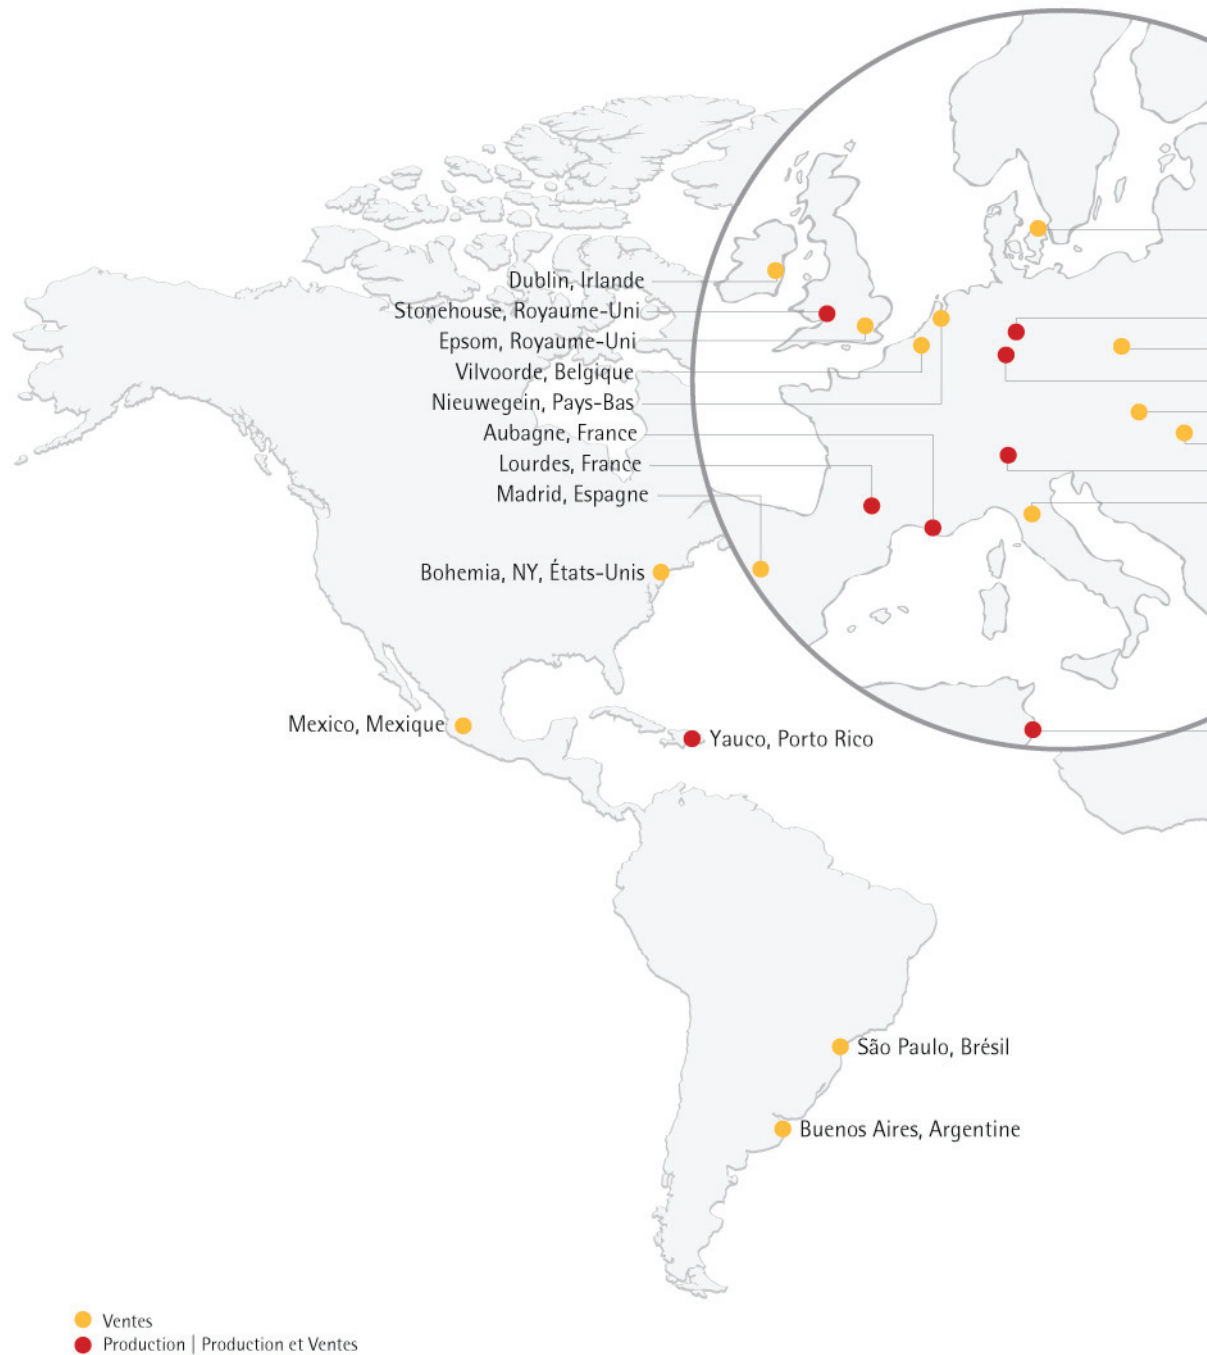 Dublin, Irlande
Stonehouse, Royaume-Uni
Epsom, Royaume-Uni
Vilvoorde, Belgique
Nieuwegein, Pays-Bas
Aubagne, France
Lourdes, France
Madrid, Espagne
Bohemia, NY, États-Unis
Mexico, Mexique
Yauco, Porto Rico
São Paulo, Brésil
Buenos Aires, Argentine
Ventes
Production | Production et Ventes